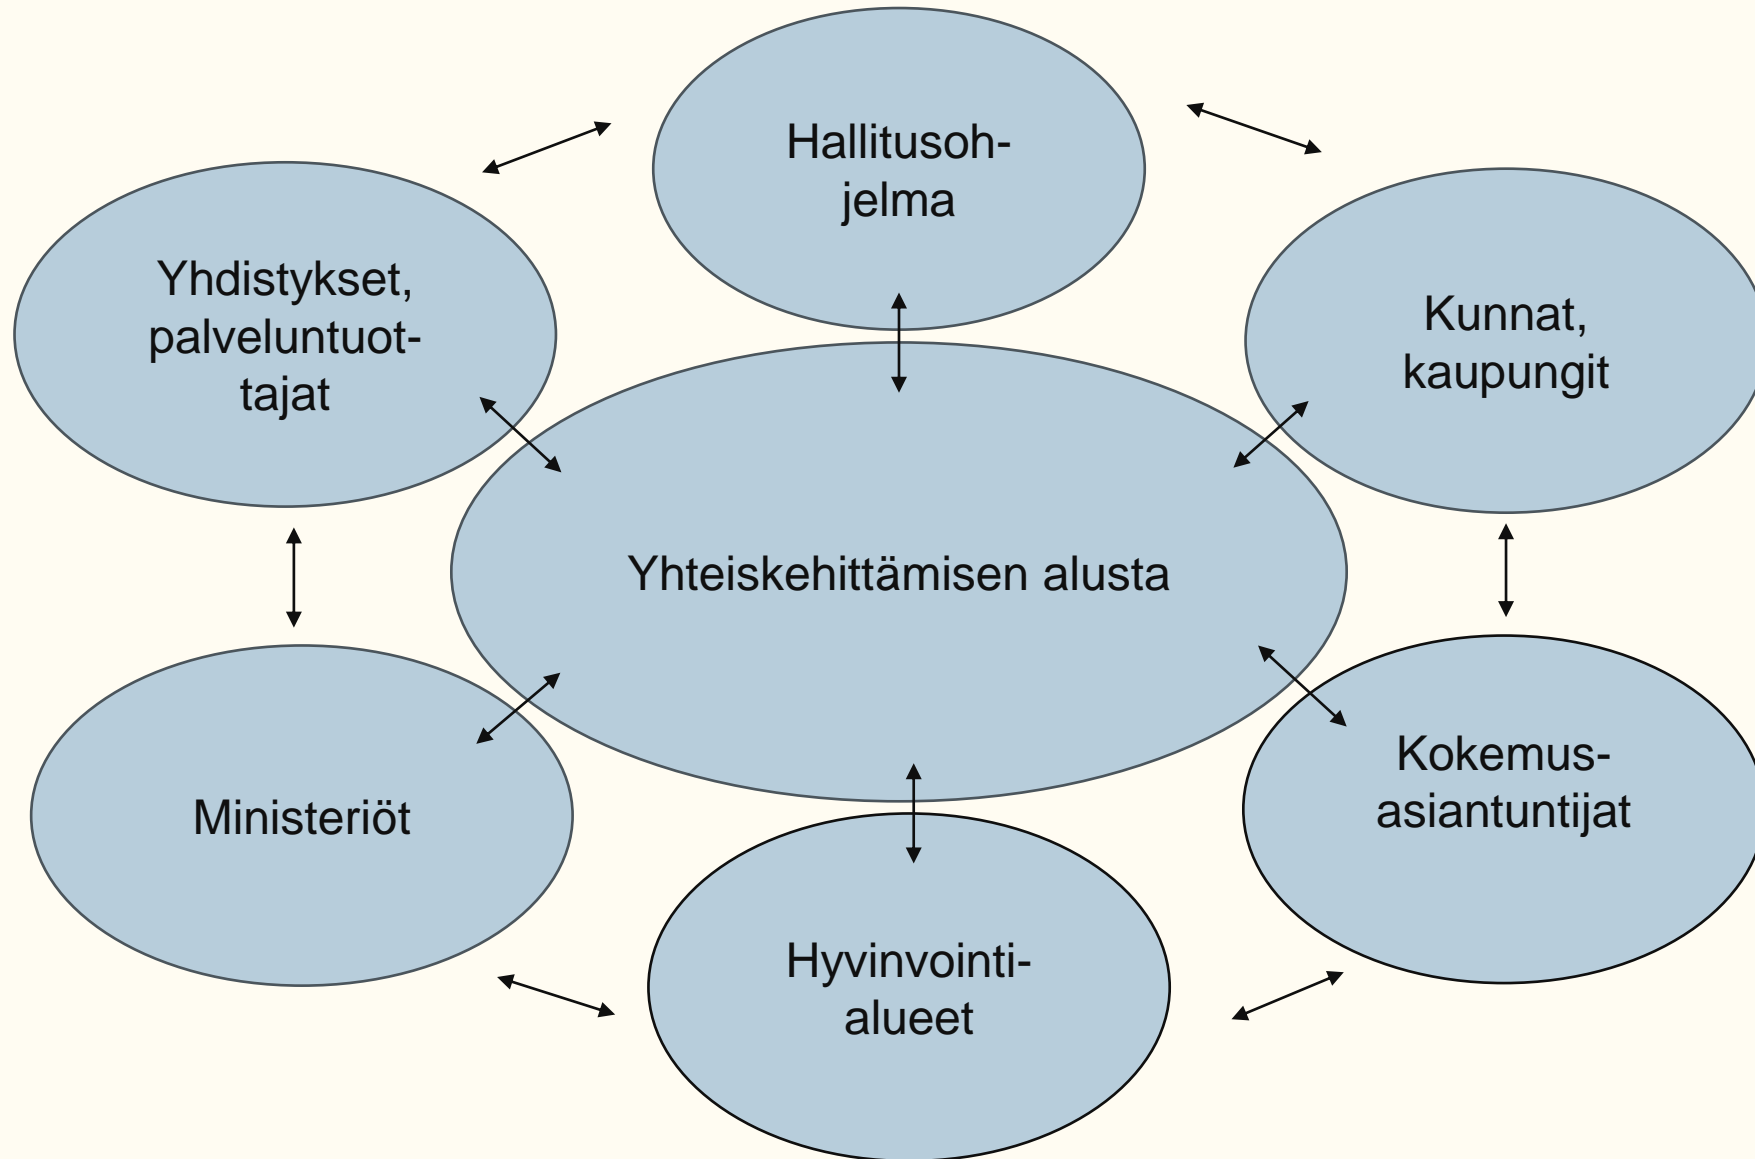 Hallitusoh-
jelma
Yhdistykset,
palveluntuot-
tajat
Kunnat,
kaupungit
Yhteiskehittämisen alusta
Ministeriöt
Kokemus-
asiantuntijat
Hyvinvointi-
alueet